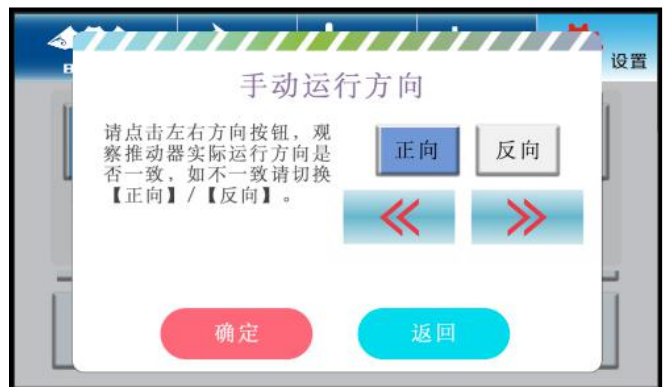 设置
手动运行方向
请点击左右方向按钮，观
察推动器实际运行方向是
否一致，如不一致请切换
【正向】/【反向】。
正向
反向
确定
返回